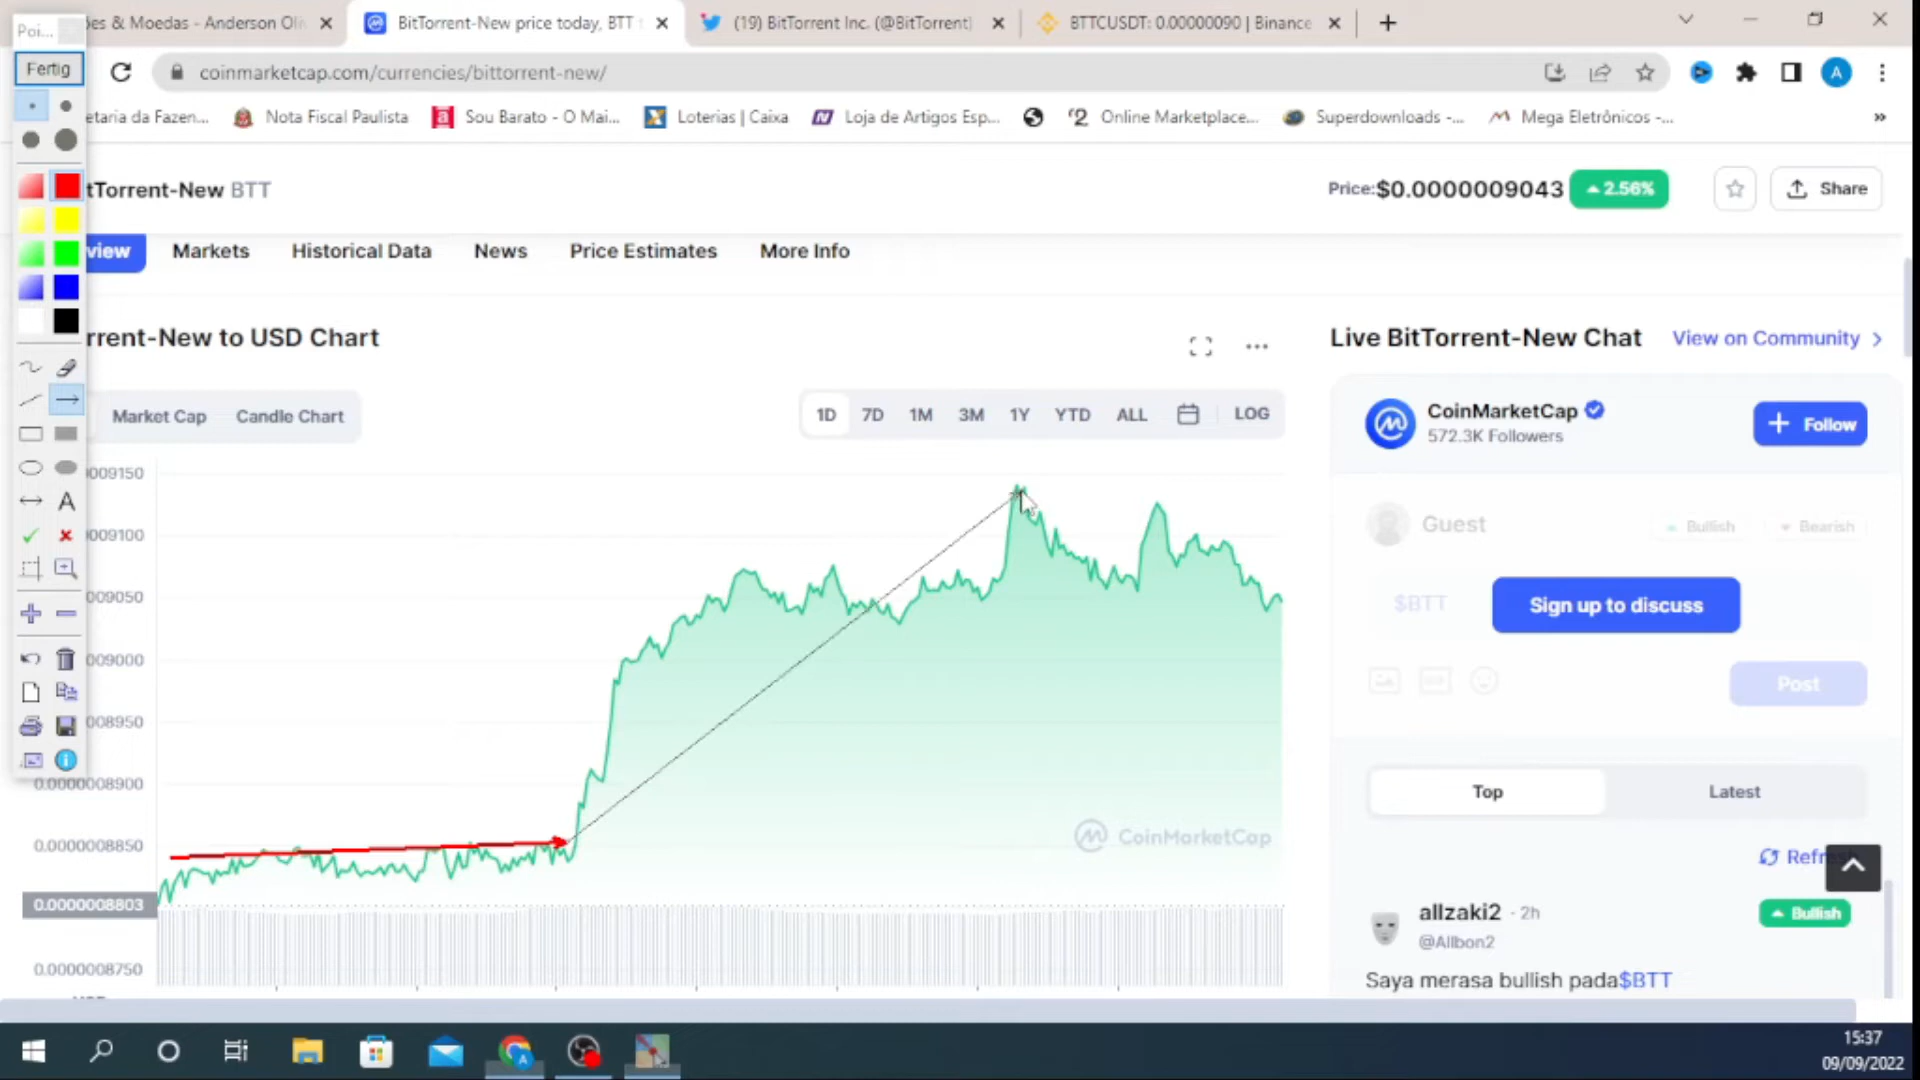 Poi...
ões & Moedas - Anderson Oli
BitTorrent-New price today, BTT t
(19) BitTorrent Inc. (@BitTorrent)
BTTCUSDT: 0.00000090 | Binance
Fertig
coinmarketcap.com/currencies/bittorrent-new/
A
etaria da Fazen...
Nota Fiscal Paulista
a
Sou Barato - O Mai...
Loterias | Caixa
Loja de Artigos Esp...
Online Marketplace...
Superdownloads -...
Mega Eletrônicos -...
»
tTorrent-New BTT
Price:$0.0000009043
2.56%
Share
view
Markets
Historical Data
News
Price Estimates
More Info
rrent-New to USD Chart
Live BitTorrent-New Chat
View on Community
Market Cap
Candle Chart
1D
7D
1M
3M
1Y
YTD
ALL
LOG
CoinMarketCap
572.3K Followers
Follow
009150
009100
009050
009000
008950
0.0000008900
0.0000008850
0.0000008803
0.0000008750
CoinMarketCap
A
Guest
Bullish
Bearish
$BTT
Sign up to discuss
GIF
Post
Top
Latest
Refre
allzaki2 · 2h
@Allbon2
Bullish
Saya merasa bullish pada$BTT
A
15:37
09/09/2022